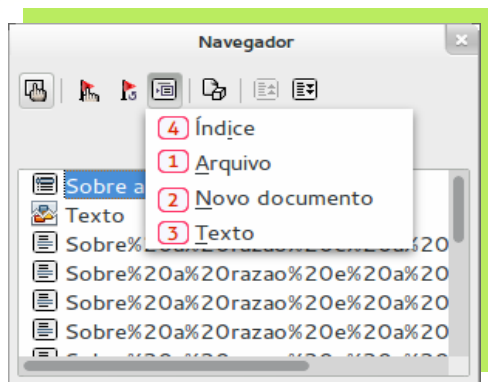 Navegador
4 Índice
1 Arquivo
2 Novo documento
3 Texto
Sobre a
Texto
Sobre%20a%20razao%20e%20a%20
Sobre%20a%20razao%20e%20a%20
Sobre%20a%20razao%20e%20a%20
Sobre%20a%20razao%20e%20a%20